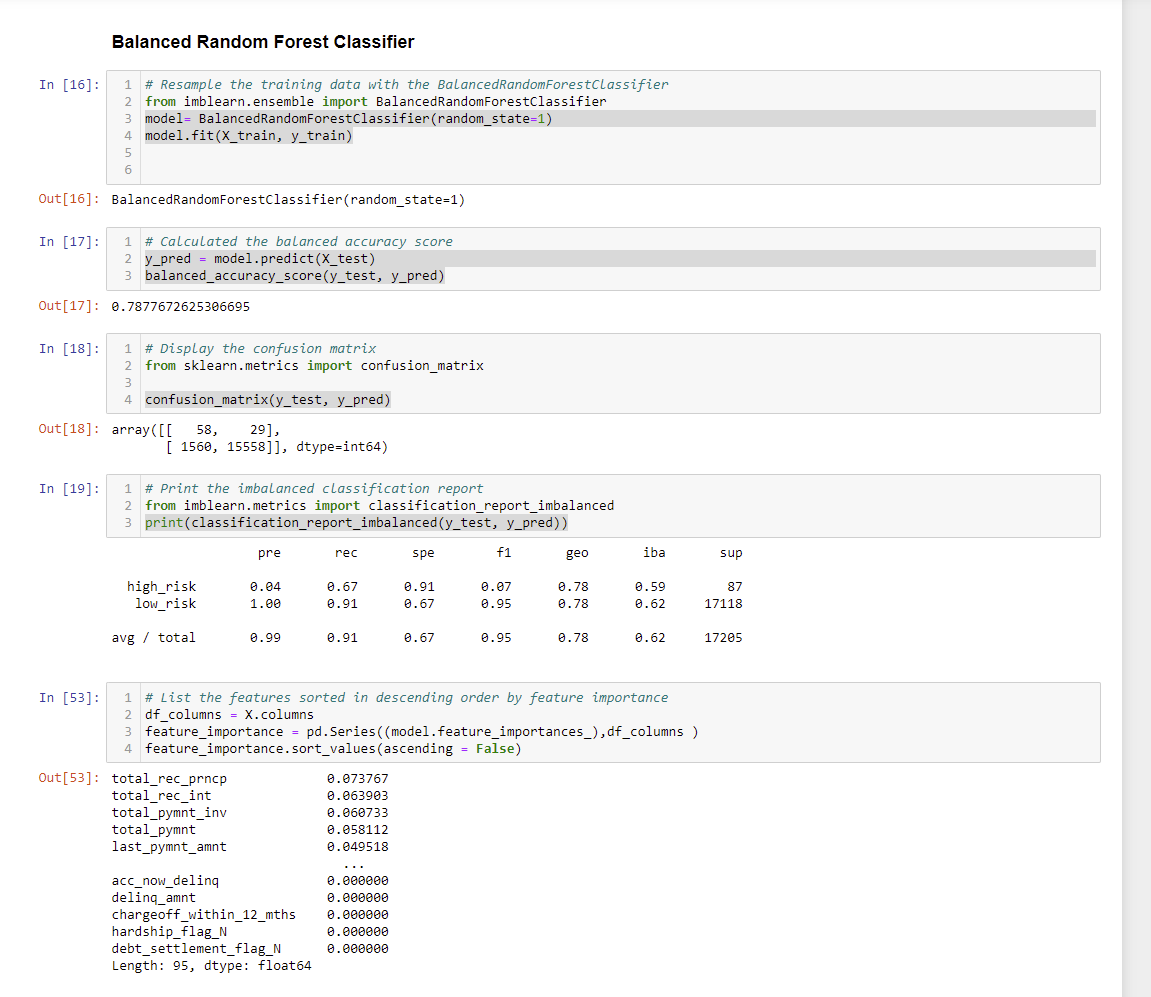 Balanced Random Forest Classifier
In [16]:
1 # Resample the training data with the BalancedRandomForestClassifier
2 from imblearn.ensemble import BalancedRandomForestClassifier
3 model= BalancedRandomForestClassifier(random_state=1)
4 model.fit(X_train, y_train)
5
6
Out[16]: BalancedRandomForestClassifier(random_state=1)
In [17]:
1 # Calculated the balanced accuracy score
2 y_pred = model.predict(X_test)
3 balanced_accuracy_score(y_test, y_pred)
Out[17]: 0.7877672625306695
In [18]:
1 # Display the confusion matrix
2 from sklearn.metrics import confusion_matrix
3
4 confusion_matrix(y_test, y_pred)
Out[18]: array([[   58,    29],
       [ 1560, 15558]], dtype=int64)
In [19]:
1 # Print the imbalanced classification report
2 from imblearn.metrics import classification_report_imbalanced
3 print(classification_report_imbalanced(y_test, y_pred))
pre rec spe f1 geo iba sup
high_risk 0.04 0.67 0.91 0.07 0.78 0.59 87
low_risk 1.00 0.91 0.67 0.95 0.78 0.62 17118
avg / total 0.99 0.91 0.67 0.95 0.78 0.62 17205
In [53]:
1 # List the features sorted in descending order by feature importance
2 df_columns = X.columns
3 feature_importance = pd.Series((model.feature_importances_),df_columns )
4 feature_importance.sort_values(ascending = False)
Out[53]: total_rec_prncp 0.073767
total_rec_int 0.063903
total_pymnt_inv 0.060733
total_pymnt 0.058112
last_pymnt_amnt 0.049518
...
acc_now_delinq 0.000000
delinq_amnt 0.000000
chargeoff_within_12_mths 0.000000
hardship_flag_N 0.000000
debt_settlement_flag_N 0.000000
Length: 95, dtype: float64